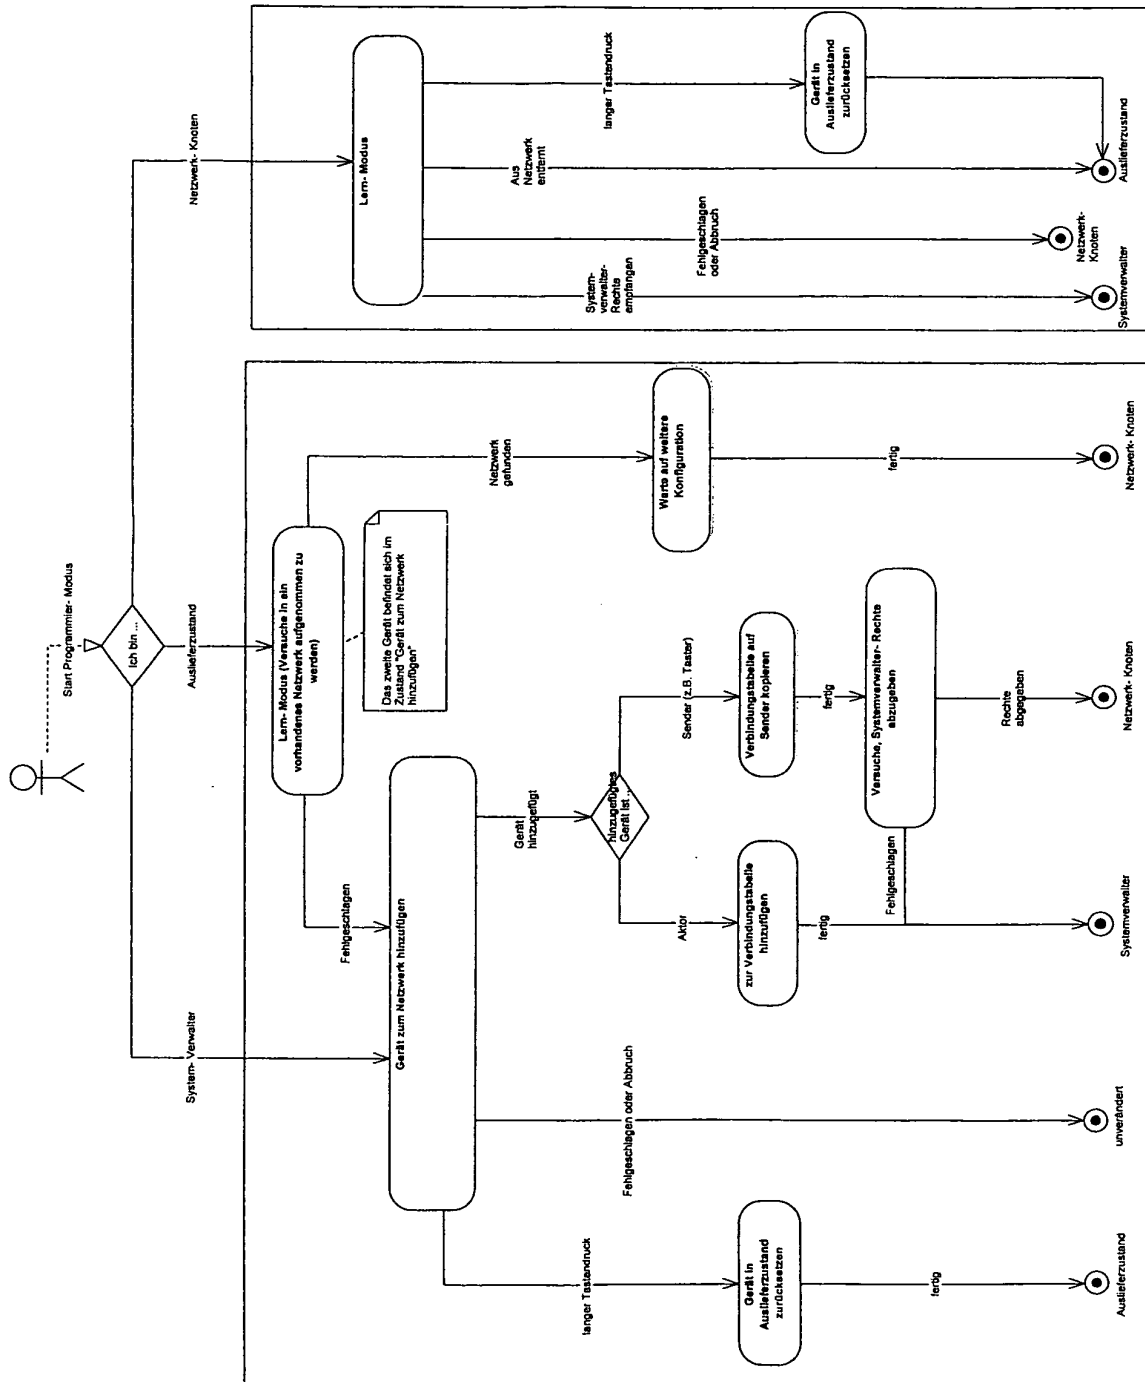 Start Programmier- Modus
Ich bin ...
System- Verwalter
Auslieferzustand
Netzwerk- Knoten
Lern- Modus (Versuche in ein
vorhandenes Netzwerk aufgenommen zu
werden)
Das zweite Gerät befindet sich im
Zustand "Gerät zum Netzwerk
hinzufügen"
Fehlgeschlagen
Netzwerk
gefunden
Gerät zum Netzwerk hinzufügen
langer Tastendruck
Fehlgeschlagen oder Abbruch
Gerät
hinzugefügt
hinzugefügtes
Gerät ist ...
Aktor
Sender (z.B. Taster)
Gerät in
Auslieferzustand
zurücksetzen
zur Verbindungstabelle
hinzufügen
Verbindungstabelle auf
Sender kopieren
Warte auf weitere
Konfiguration
fertig
fertig
fertig
fertig
Versuche, Systemverwalter- Rechte
abzugeben
Fehlgeschlagen
Rechte
abgegeben
Auslieferzustand
unverändert
Systemverwalter
Netzwerk- Knoten
Netzwerk- Knoten
Lern- Modus
System-
verwalter-
Rechte
empfangen
Fehlgeschlagen
oder Abbruch
Aus
Netzwerk
entfernt
langer Tastendruck
Gerät in
Auslieferzustand
zurücksetzen
Systemverwalter
Netzwerk-
Knoten
Auslieferzustand